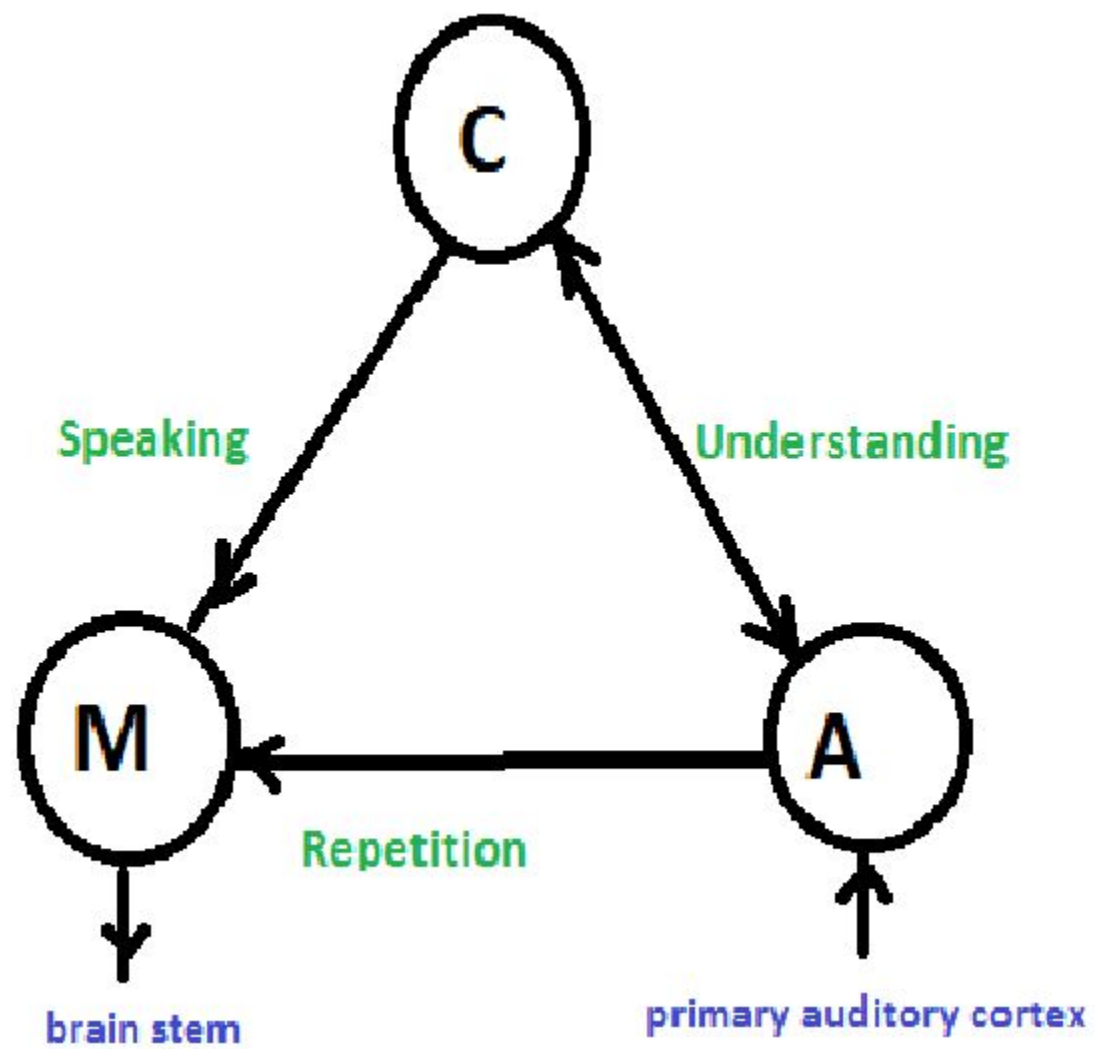 C
Speaking
Understanding
M
A
Repetition
brain stem
primary auditory cortex